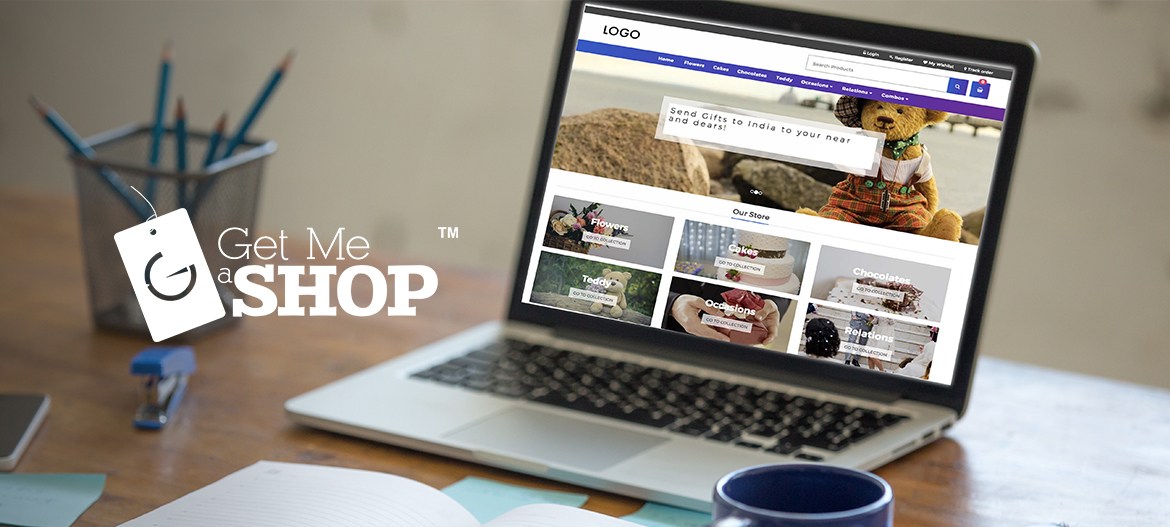 Get Me
a SHOP
TM
LOGO
Login Register My Wishlist Track order
Search Products
Home Flowers Cakes Chocolates Teddy Occasions Relations Combos
Send Gifts to India to your near
and dears!
Our Store
Flowers
GO TO COLLECTION
Cakes
GO TO COLLECTION
Chocolates
GO TO COLLECTION
Teddy
GO TO COLLECTION
Occasions
GO TO COLLECTION
Relations
GO TO COLLECTION